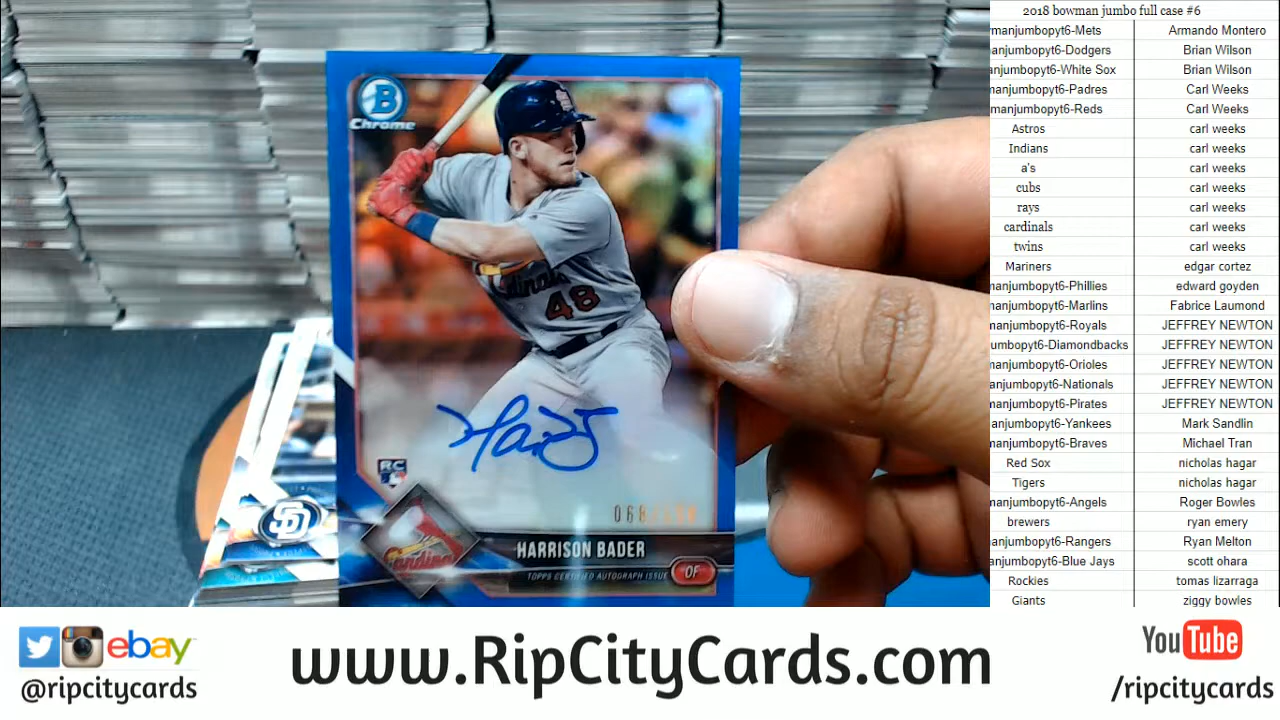 2018 bowman jumbo full case #6
rmanjumbopyt6-Mets Armando Montero
anjumbopyt6-Dodgers Brian Wilson
anjumbopyt6-White Sox Brian Wilson
manjumbopyt6-Padres Carl Weeks
manjumbopyt6-Reds Carl Weeks
Astros carl weeks
Indians carl weeks
a's carl weeks
cubs carl weeks
rays carl weeks
cardinals carl weeks
twins carl weeks
Mariners edgar cortez
manjumbopyt6-Phillies edward goyden
manjumbopyt6-Marlins Fabrice Laumond
manjumbopyt6-Royals JEFFREY NEWTON
umbopyt6-Diamondbacks JEFFREY NEWTON
anjumbopyt6-Orioles JEFFREY NEWTON
anjumbopyt6-Nationals JEFFREY NEWTON
manjumbopyt6-Pirates JEFFREY NEWTON
manjumbopyt6-Yankees Mark Sandlin
manjumbopyt6-Braves Michael Tran
Red Sox nicholas hagar
Tigers nicholas hagar
manjumbopyt6-Angels Roger Bowles
brewers ryan emery
anjumbopyt6-Rangers Ryan Melton
anjumbopyt6-Blue Jays scott ohara
Rockies tomas lizarraga
Giants ziggy bowles
B
Chrome
Cardinals
48
RC
SD
Cardinals
HARRISON BADER
TOPPS CERTIFIED AUTOGRAPH ISSUE
OF
ebay
@ripcitycards
www.RipCityCards.com
YouTube
/ripcitycards